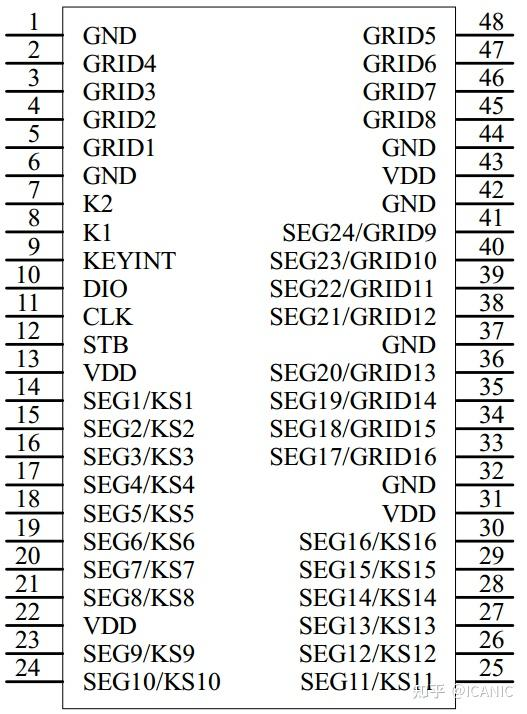 1 GND GRID5 48
2 GRID4 GRID6 47
3 GRID3 GRID7 46
4 GRID2 GRID8 45
5 GRID1 GND 44
6 GND VDD 43
7 K2 GND 42
8 K1 SEG24/GRID9 41
9 KEYINT SEG23/GRID10 40
10 DIO SEG22/GRID11 39
11 CLK SEG21/GRID12 38
12 STB GND 37
13 VDD SEG20/GRID13 36
14 SEG1/KS1 SEG19/GRID14 35
15 SEG2/KS2 SEG18/GRID15 34
16 SEG3/KS3 SEG17/GRID16 33
17 SEG4/KS4 GND 32
18 SEG5/KS5 VDD 31
19 SEG6/KS6 SEG16/KS16 30
20 SEG7/KS7 SEG15/KS15 29
21 SEG8/KS8 SEG14/KS14 28
22 VDD SEG13/KS13 27
23 SEG9/KS9 SEG12/KS12 26
24 SEG10/KS10 SEG11/KS11 25
知乎 @ICANIC